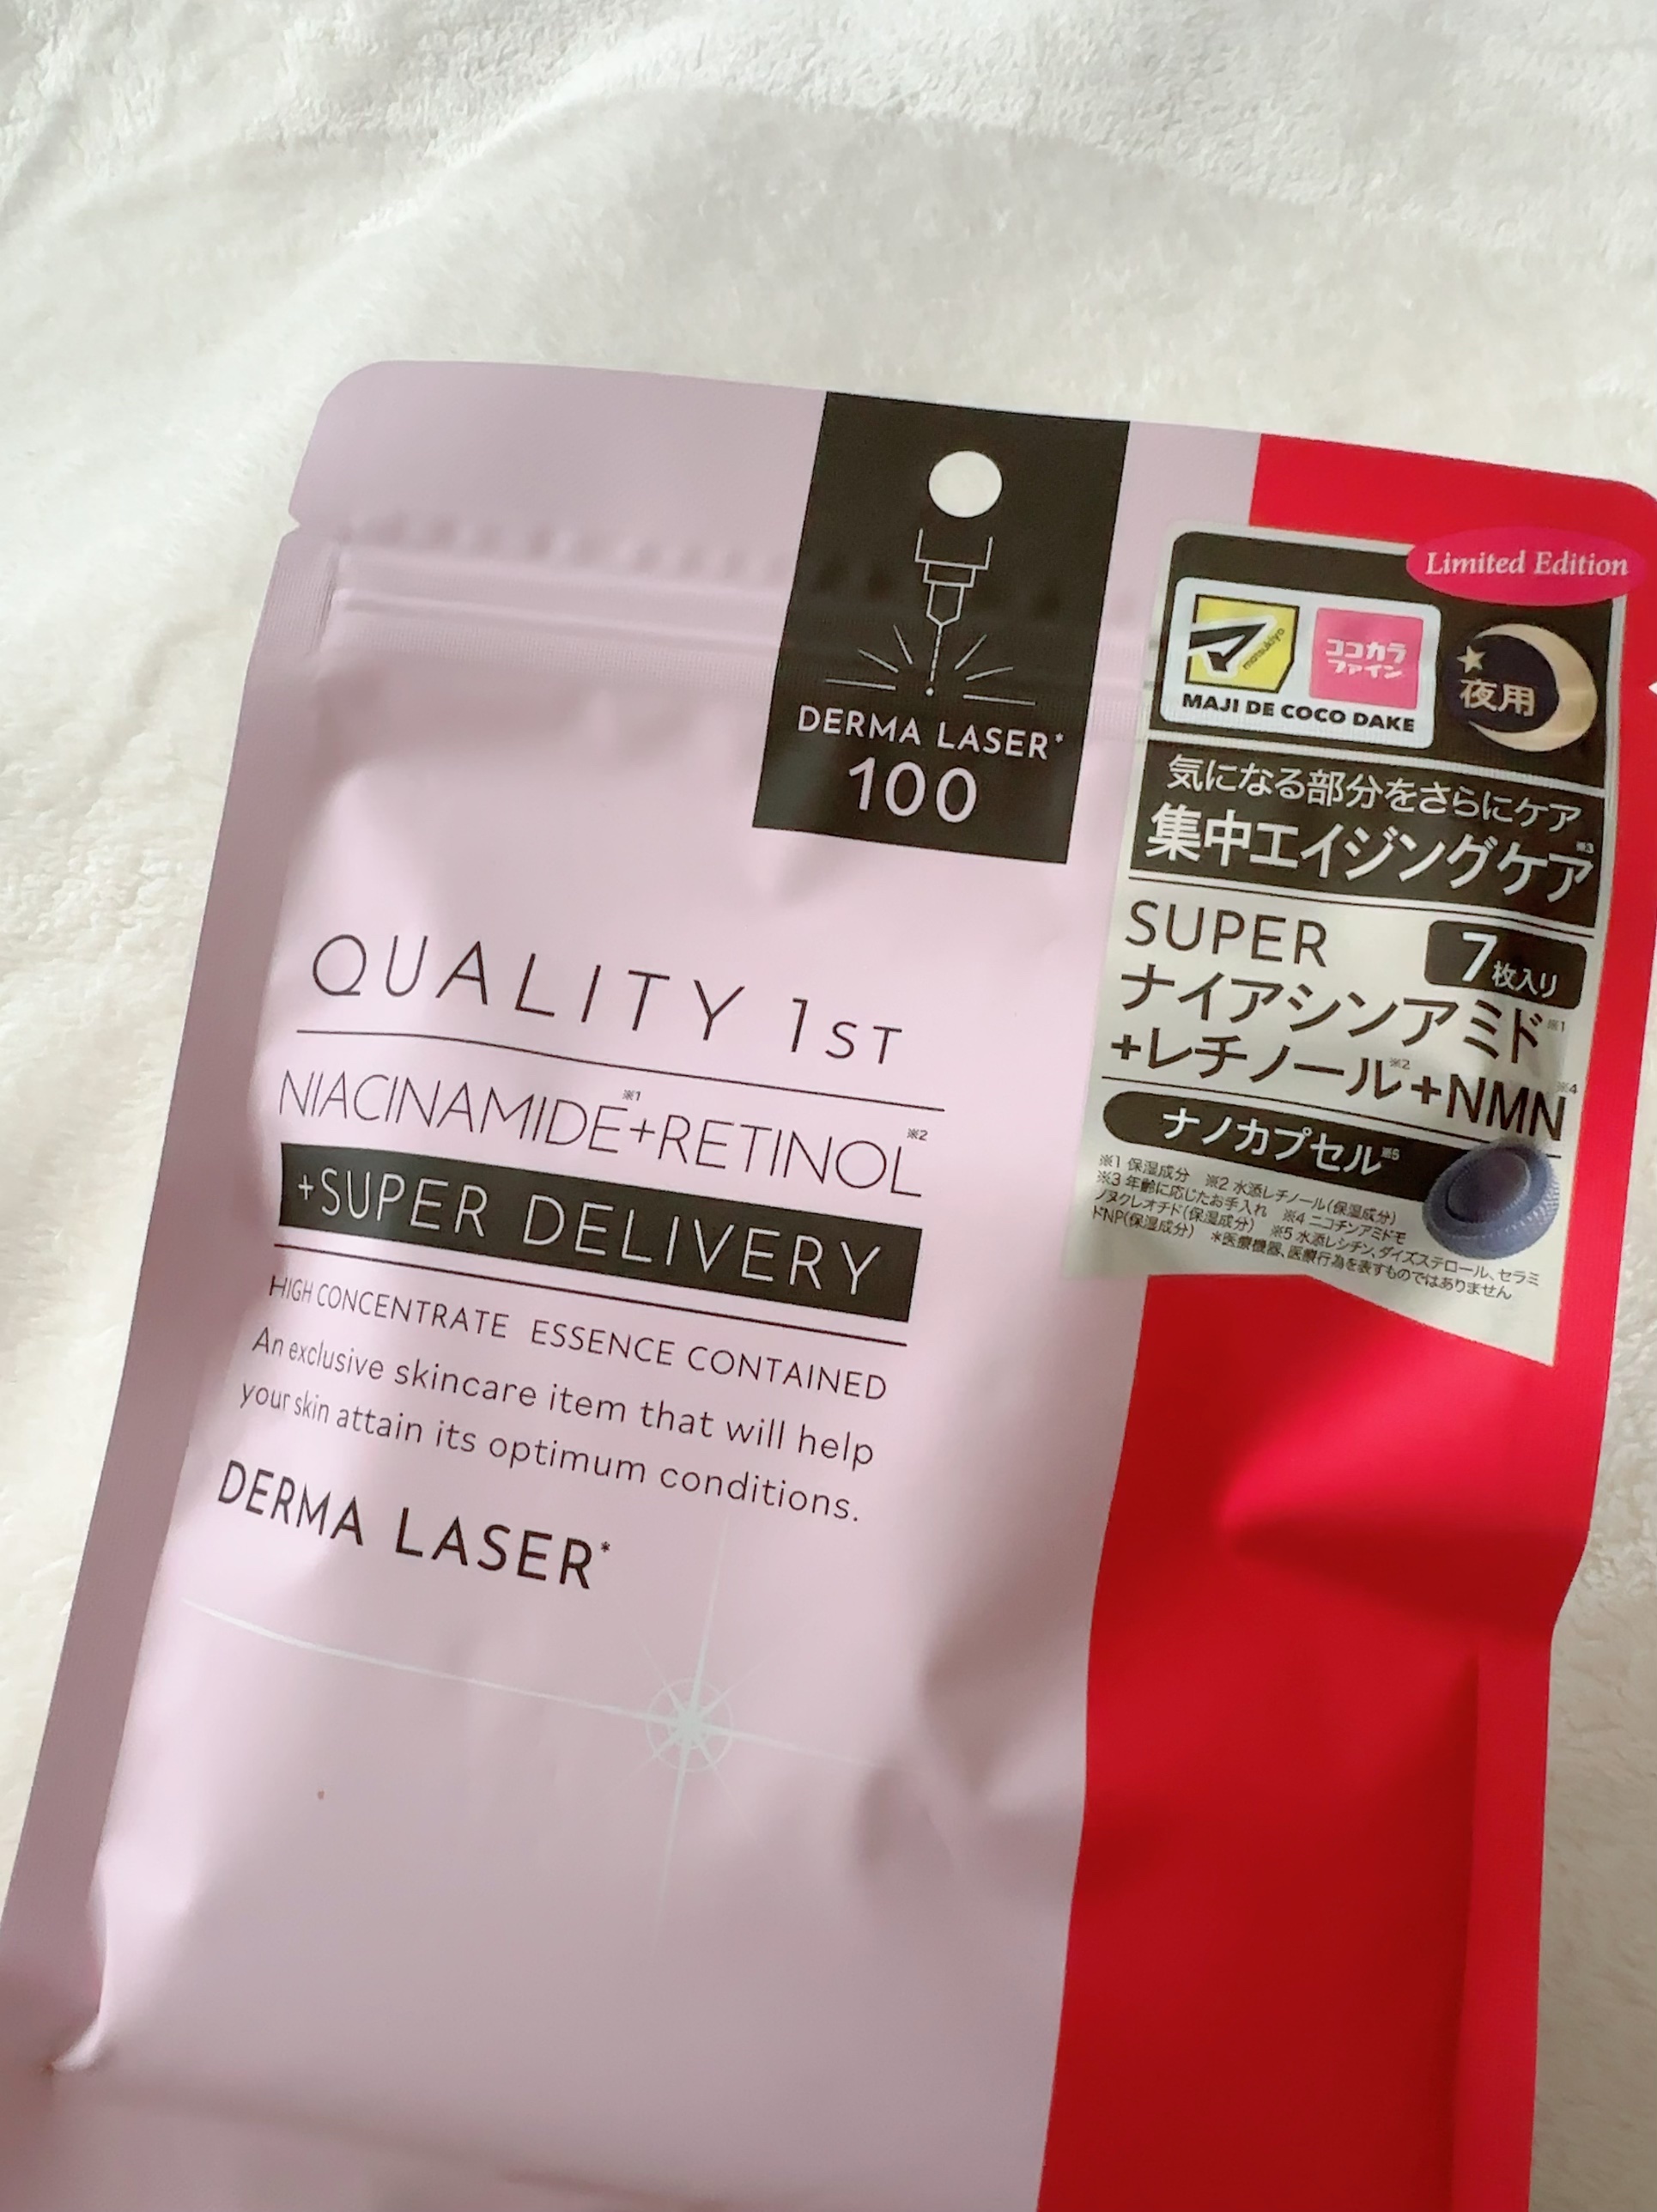 DERMA LASER*
100
QUALITY 1ST
NIACINAMIDE※1+RETINOL※2
+SUPER DELIVERY
HIGH CONCENTRATE ESSENCE CONTAINED
An exclusive skincare item that will help
your skin attain its optimum conditions.
DERMA LASER*
Limited Edition
matsukiyo
ココカラ
ファイン
MAJI DE COCO DAKE
夜用
気になる部分をさらにケア
集中エイジングケア※3
SUPER
7枚入り
ナイアシンアミド※1
+レチノール※2+NMN※4
ナノカプセル※5
※1 保湿成分 ※2 水添レチノール(保湿成分)
※3 年齢に応じたお手入れ ※4 ニコチンアミドモ
ノヌクレオチド(保湿成分) ※5 水添レシチン、ダイズステロール、セラミ
ドNP(保湿成分) *医療機器、医療行為を表すものではありません